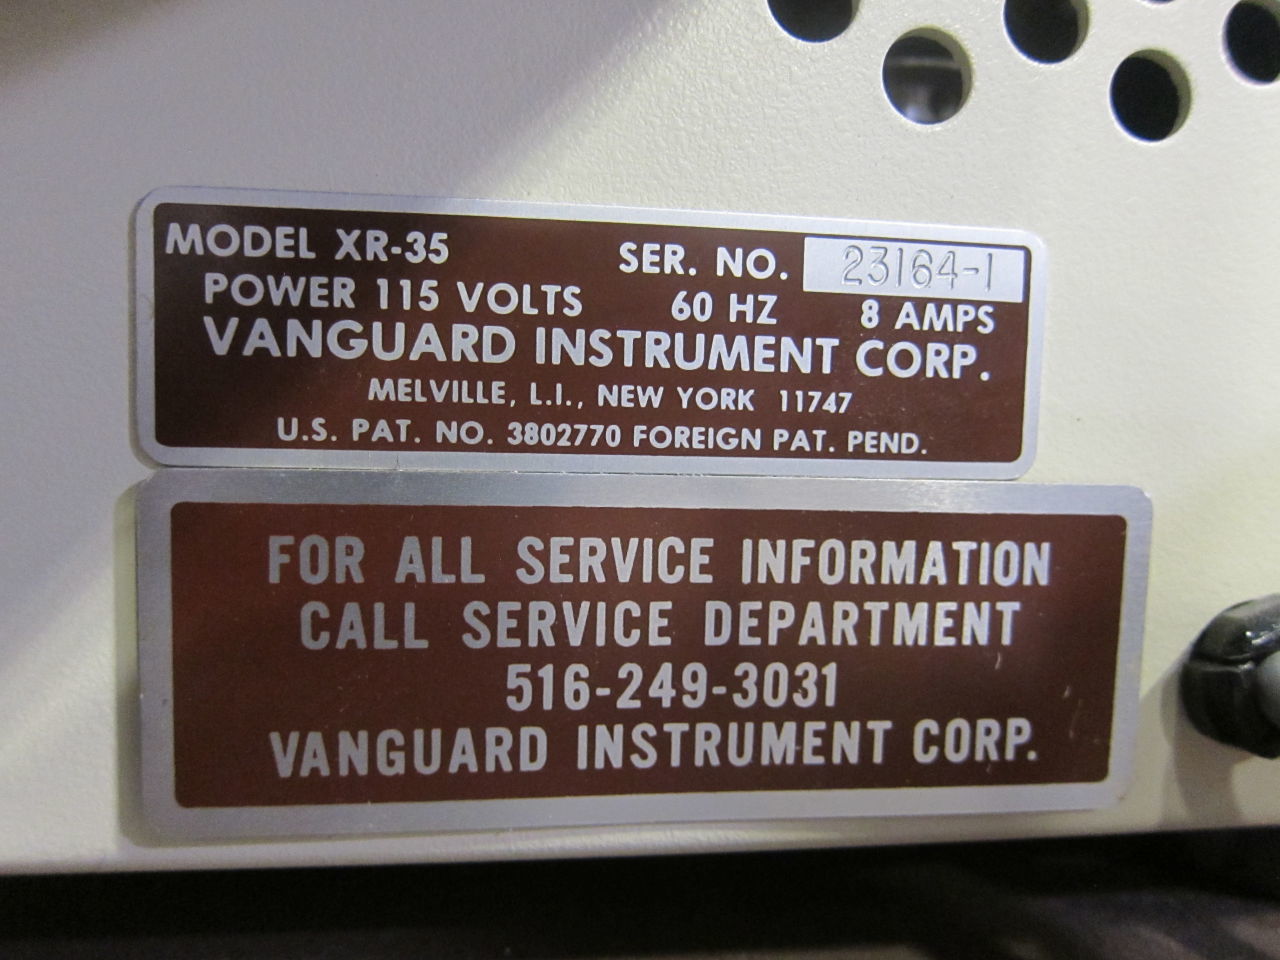 MODEL XR-35 SER. NO. 23164-1
POWER 115 VOLTS 60 HZ 8 AMPS
VANGUARD INSTRUMENT CORP.
MELVILLE, L.I., NEW YORK 11747
U.S. PAT. NO. 3802770 FOREIGN PAT. PEND.
FOR ALL SERVICE INFORMATION
CALL SERVICE DEPARTMENT
516-249-3031
VANGUARD INSTRUMENT CORP.